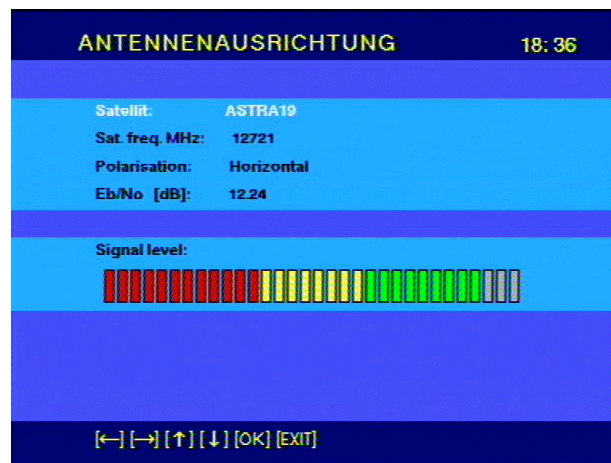 ANTENNENAUSRICHTUNG 18:36
Satellit: ASTRA19
Sat. freq. MHz: 12721
Polarisation: Horizontal
Eb/No [dB]: 12.24
Signal level:
[←] [→] [↑] [↓] [OK] [EXIT]